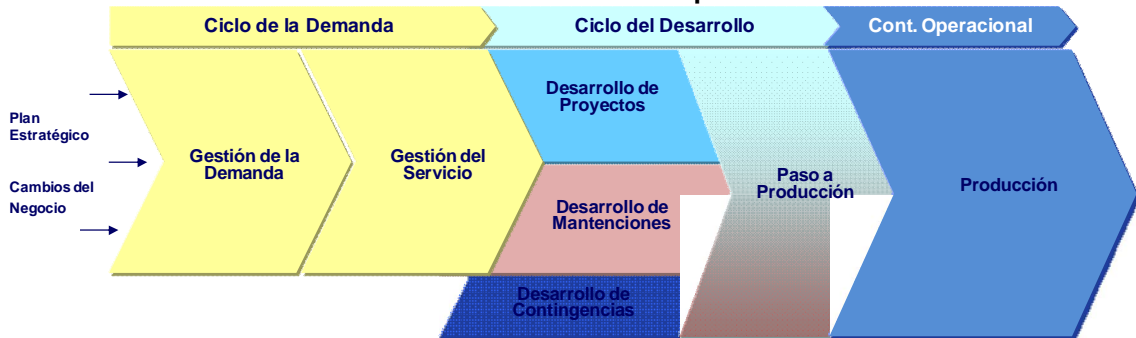 Ciclo de la Demanda
Ciclo del Desarrollo
Cont. Operacional
Plan
Estratégico
Cambios del
Negocio
Gestión de la
Demanda
Gestión del
Servicio
Desarrollo de
Proyectos
Desarrollo de
Mantenciones
Desarrollo de
Contingencias
Paso a
Producción
Producción